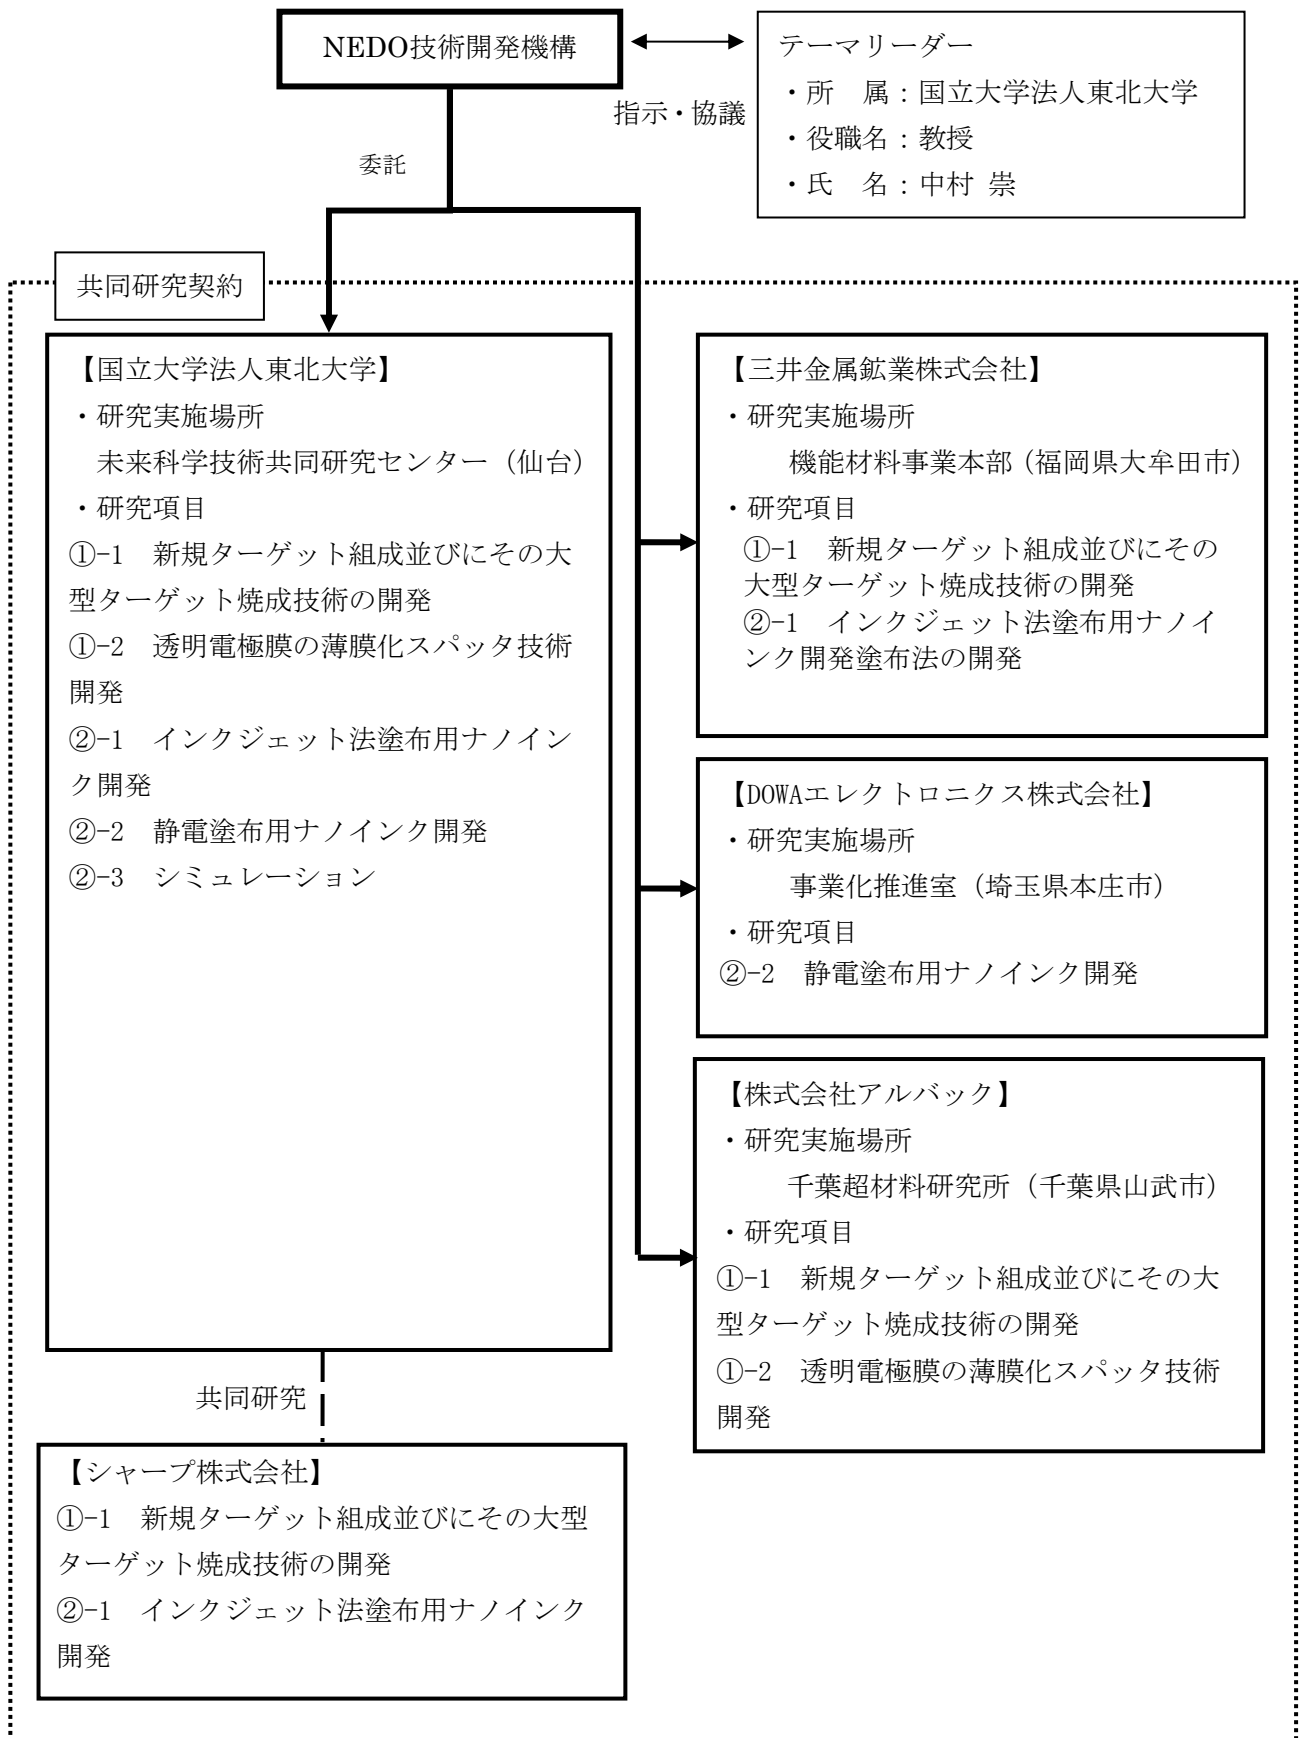 NEDO技術開発機構
指示・協議
テーマリーダー
・所　属：国立大学法人東北大学
・役職名：教授
・氏　名：中村 崇
委託
共同研究契約
【国立大学法人東北大学】
・研究実施場所
未来科学技術共同研究センター（仙台）
・研究項目
①-1　新規ターゲット組成並びにその大
型ターゲット焼成技術の開発
①-2　透明電極膜の薄膜化スパッタ技術
開発
②-1　インクジェット法塗布用ナノイン
ク開発
②-2　静電塗布用ナノインク開発
②-3　シミュレーション
【三井金属鉱業株式会社】
・研究実施場所
機能材料事業本部（福岡県大牟田市）
・研究項目
①-1　新規ターゲット組成並びにその
大型ターゲット焼成技術の開発
②-1　インクジェット法塗布用ナノイ
ンク開発塗布法の開発
【DOWAエレクトロニクス株式会社】
・研究実施場所
事業化推進室（埼玉県本庄市）
・研究項目
②-2　静電塗布用ナノインク開発
【株式会社アルバック】
・研究実施場所
千葉超材料研究所（千葉県山武市）
・研究項目
①-1　新規ターゲット組成並びにその大
型ターゲット焼成技術の開発
①-2　透明電極膜の薄膜化スパッタ技術
開発
共同研究
【シャープ株式会社】
①-1　新規ターゲット組成並びにその大型
ターゲット焼成技術の開発
②-1　インクジェット法塗布用ナノインク
開発